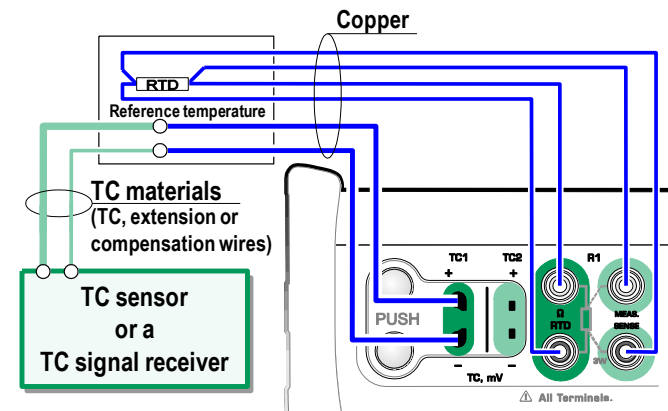 Copper
RTD
Reference temperature
TC materials
(TC, extension or
compensation wires)
TC sensor
or a
TC signal receiver
TC1
TC2
R1
+
+
PUSH
Ω
RTD
MEAS.
SENSE
3W
−
−
TC, mV
⚠ All Terminals.